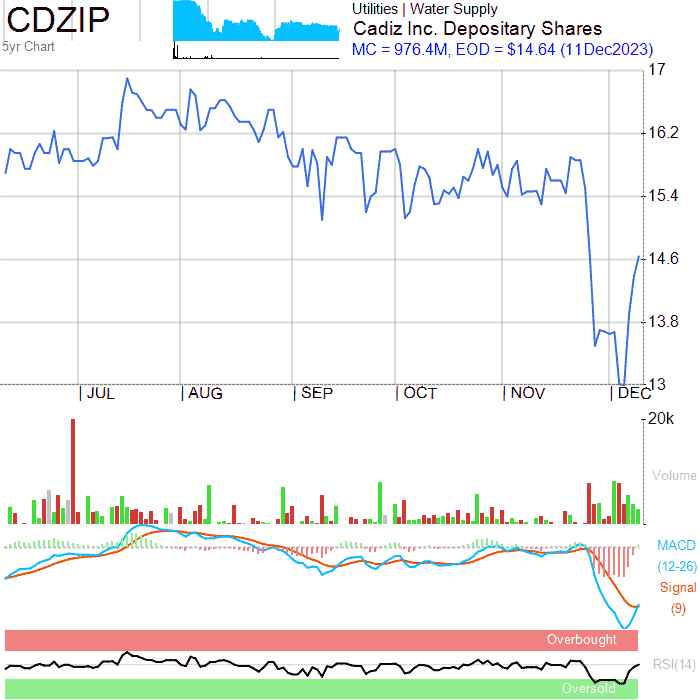 CDZIP
5yr Chart
Utilities | Water Supply
Cadiz Inc. Depositary Shares
MC = 976.4M, EOD = $14.64 (11Dec2023)
17
16.2
15.4
14.6
13.8
13
JUL AUG SEP OCT NOV DEC
20k
Volume
MACD
(12-26)
Signal
(9)
Overbought
RSI(14)
Oversold